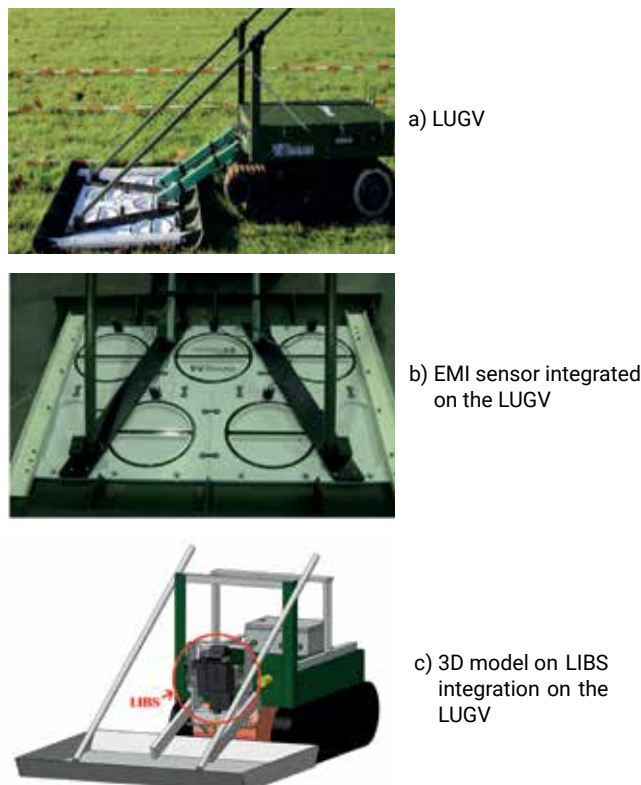 a) LUGV
b) EMI sensor integrated
on the LUGV
LIBS
c) 3D model on LIBS
integration on the
LUGV